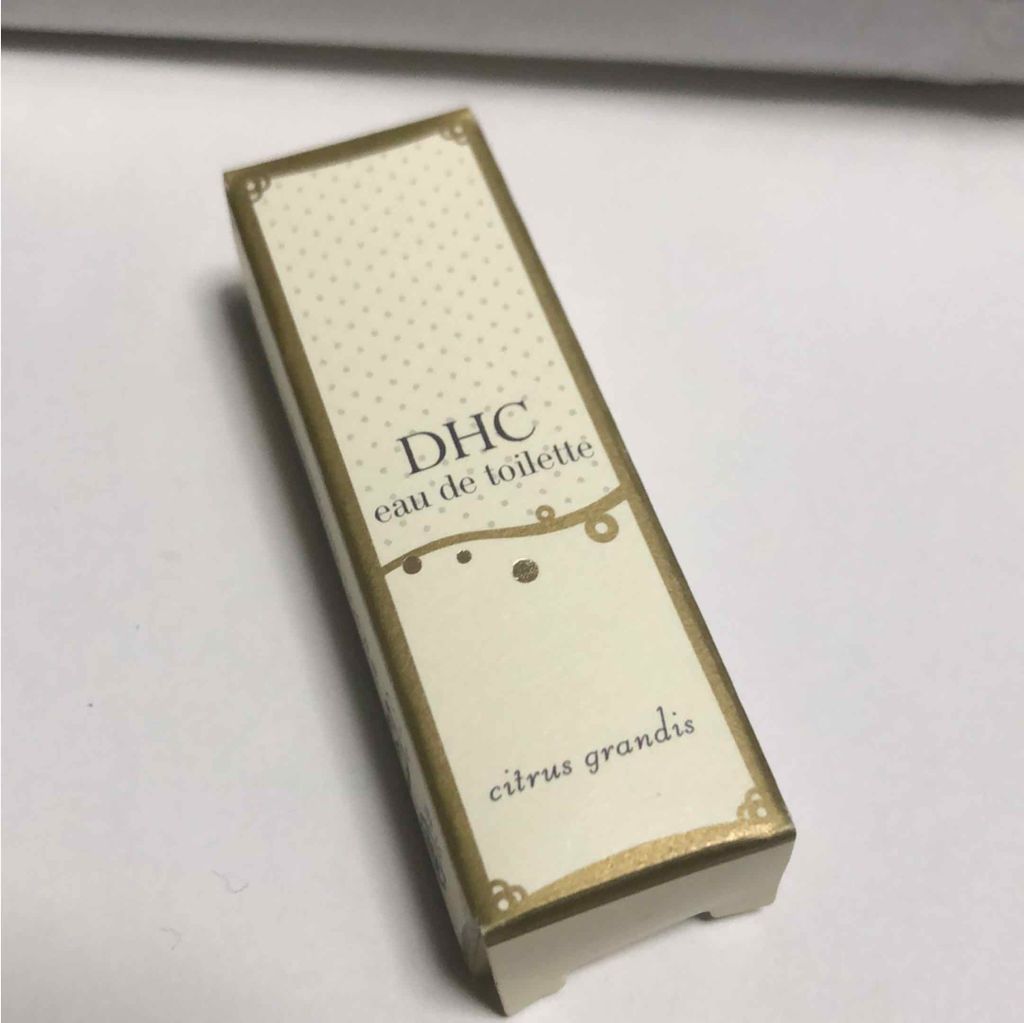 DHC
eau de toilette
citrus grandis